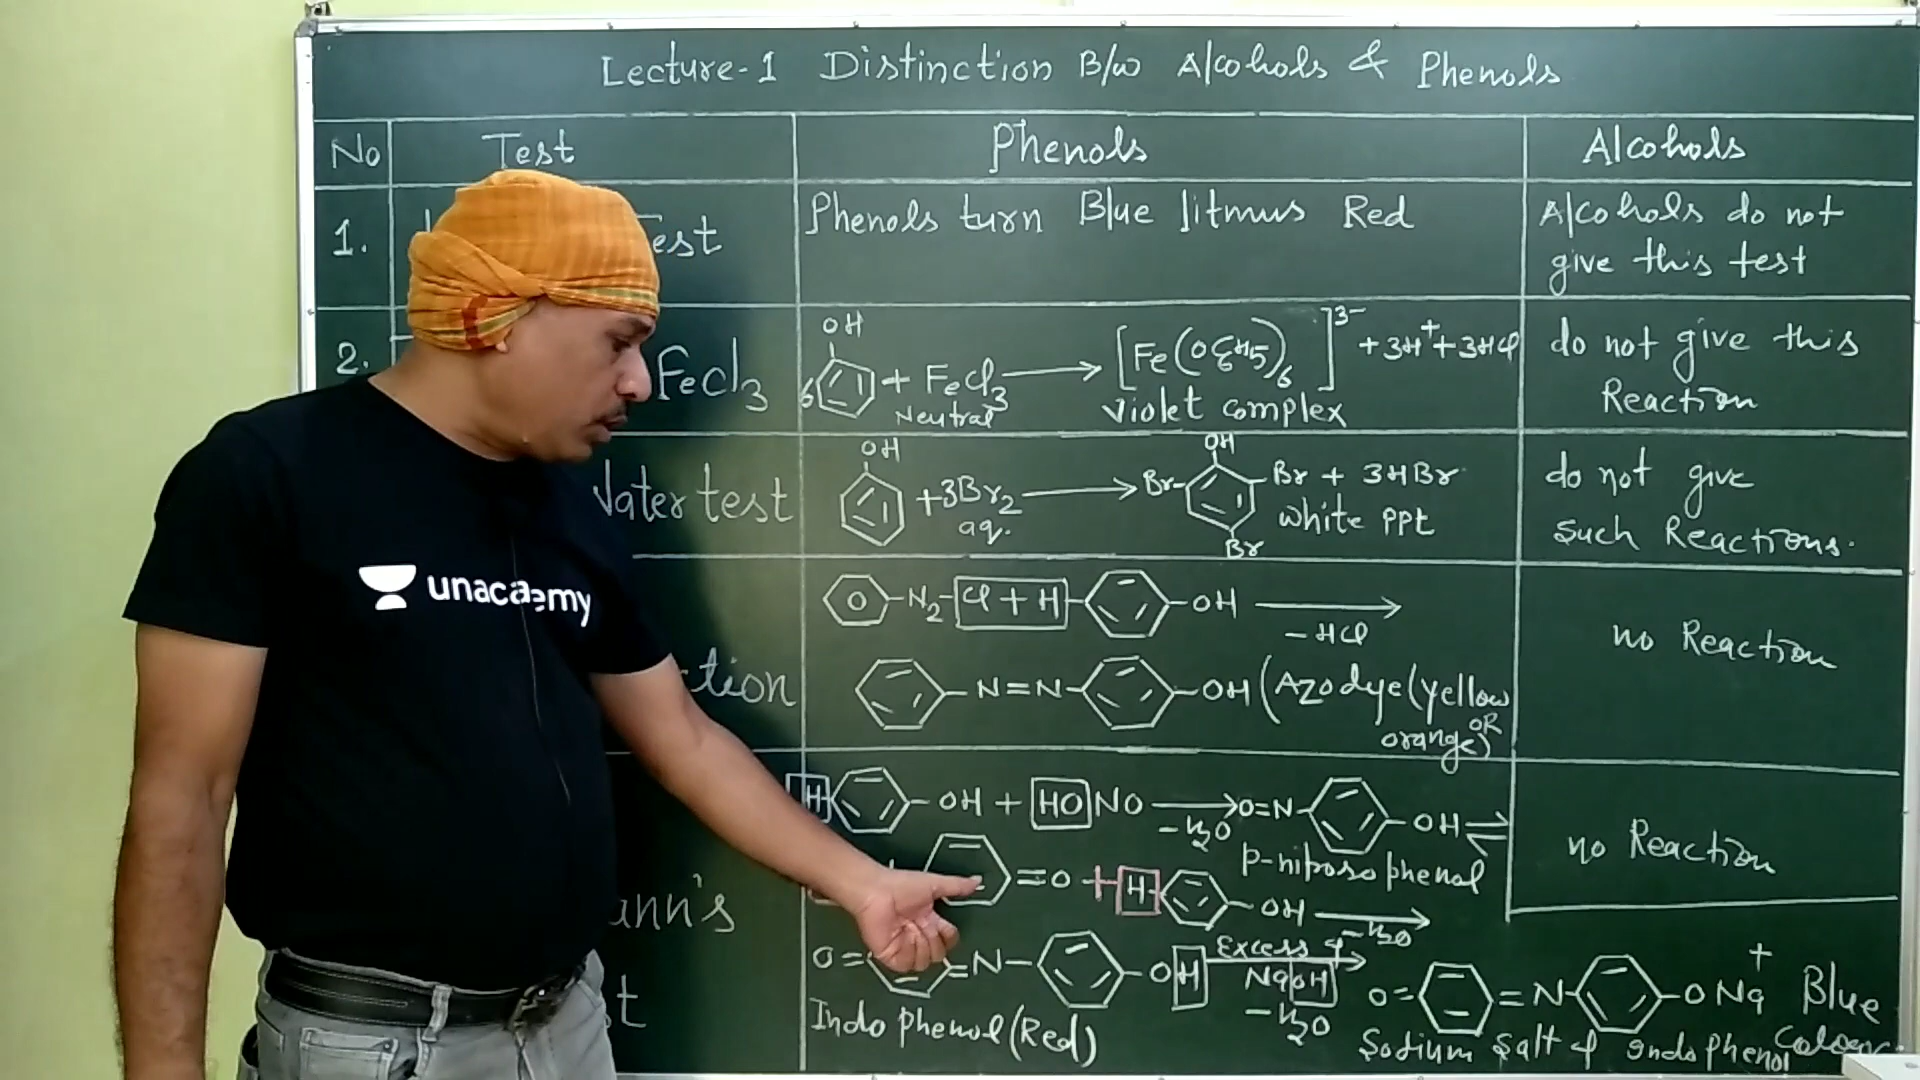 Lecture-1 Distinction B/w Alcohols & Phenols
No Test Phenols Alcohols
1. est Phenols turn Blue litmus Red
Alcohols do not
give this test
2. FeCl3
OH
6 + FeCl3 → [Fe(OC6H5)6]3- + 3H+ + 3HCl
Neutral
Violet complex
do not give this
Reaction
Water test
OH
+ 3Br2 → 
aq.
OH
Br- -Br + 3HBr
Br
White ppt
do not give
such Reactions.
-N2-Cl + H- -OH →
-HCl
no Reaction
ction
-N=N- -OH (Azodye (yellow
OR
orange)
H- -OH + HO NO → O=N- -OH ⇌
-H2O
p-nitroso phenol
no Reaction
=O + H- -OH →
-H2O
ann's
t
O= =N- -OH
Excess of
NaOH
-H2O
→
Indo phenol (Red)
O= =N- -O Na+ Blue
Colour
Sodium salt of indo phenol
unacademy